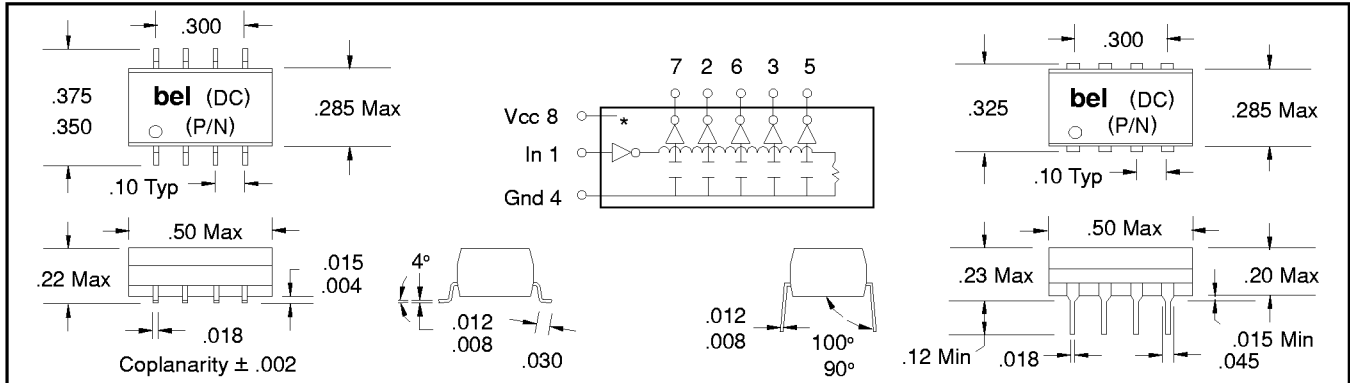 .300
.375
.350
bel (DC)
(P/N)
.285 Max
.10 Typ
.50 Max
.22 Max
.015
.004
.018
Coplanarity ± .002
4°
.012
.008
.030
7 2 6 3 5
Vcc 8
*
In 1
Gnd 4
.012
.008
100°
90°
.300
.325
bel (DC)
(P/N)
.285 Max
.10 Typ
.50 Max
.23 Max
.20 Max
.12 Min
.018
.015 Min
.045